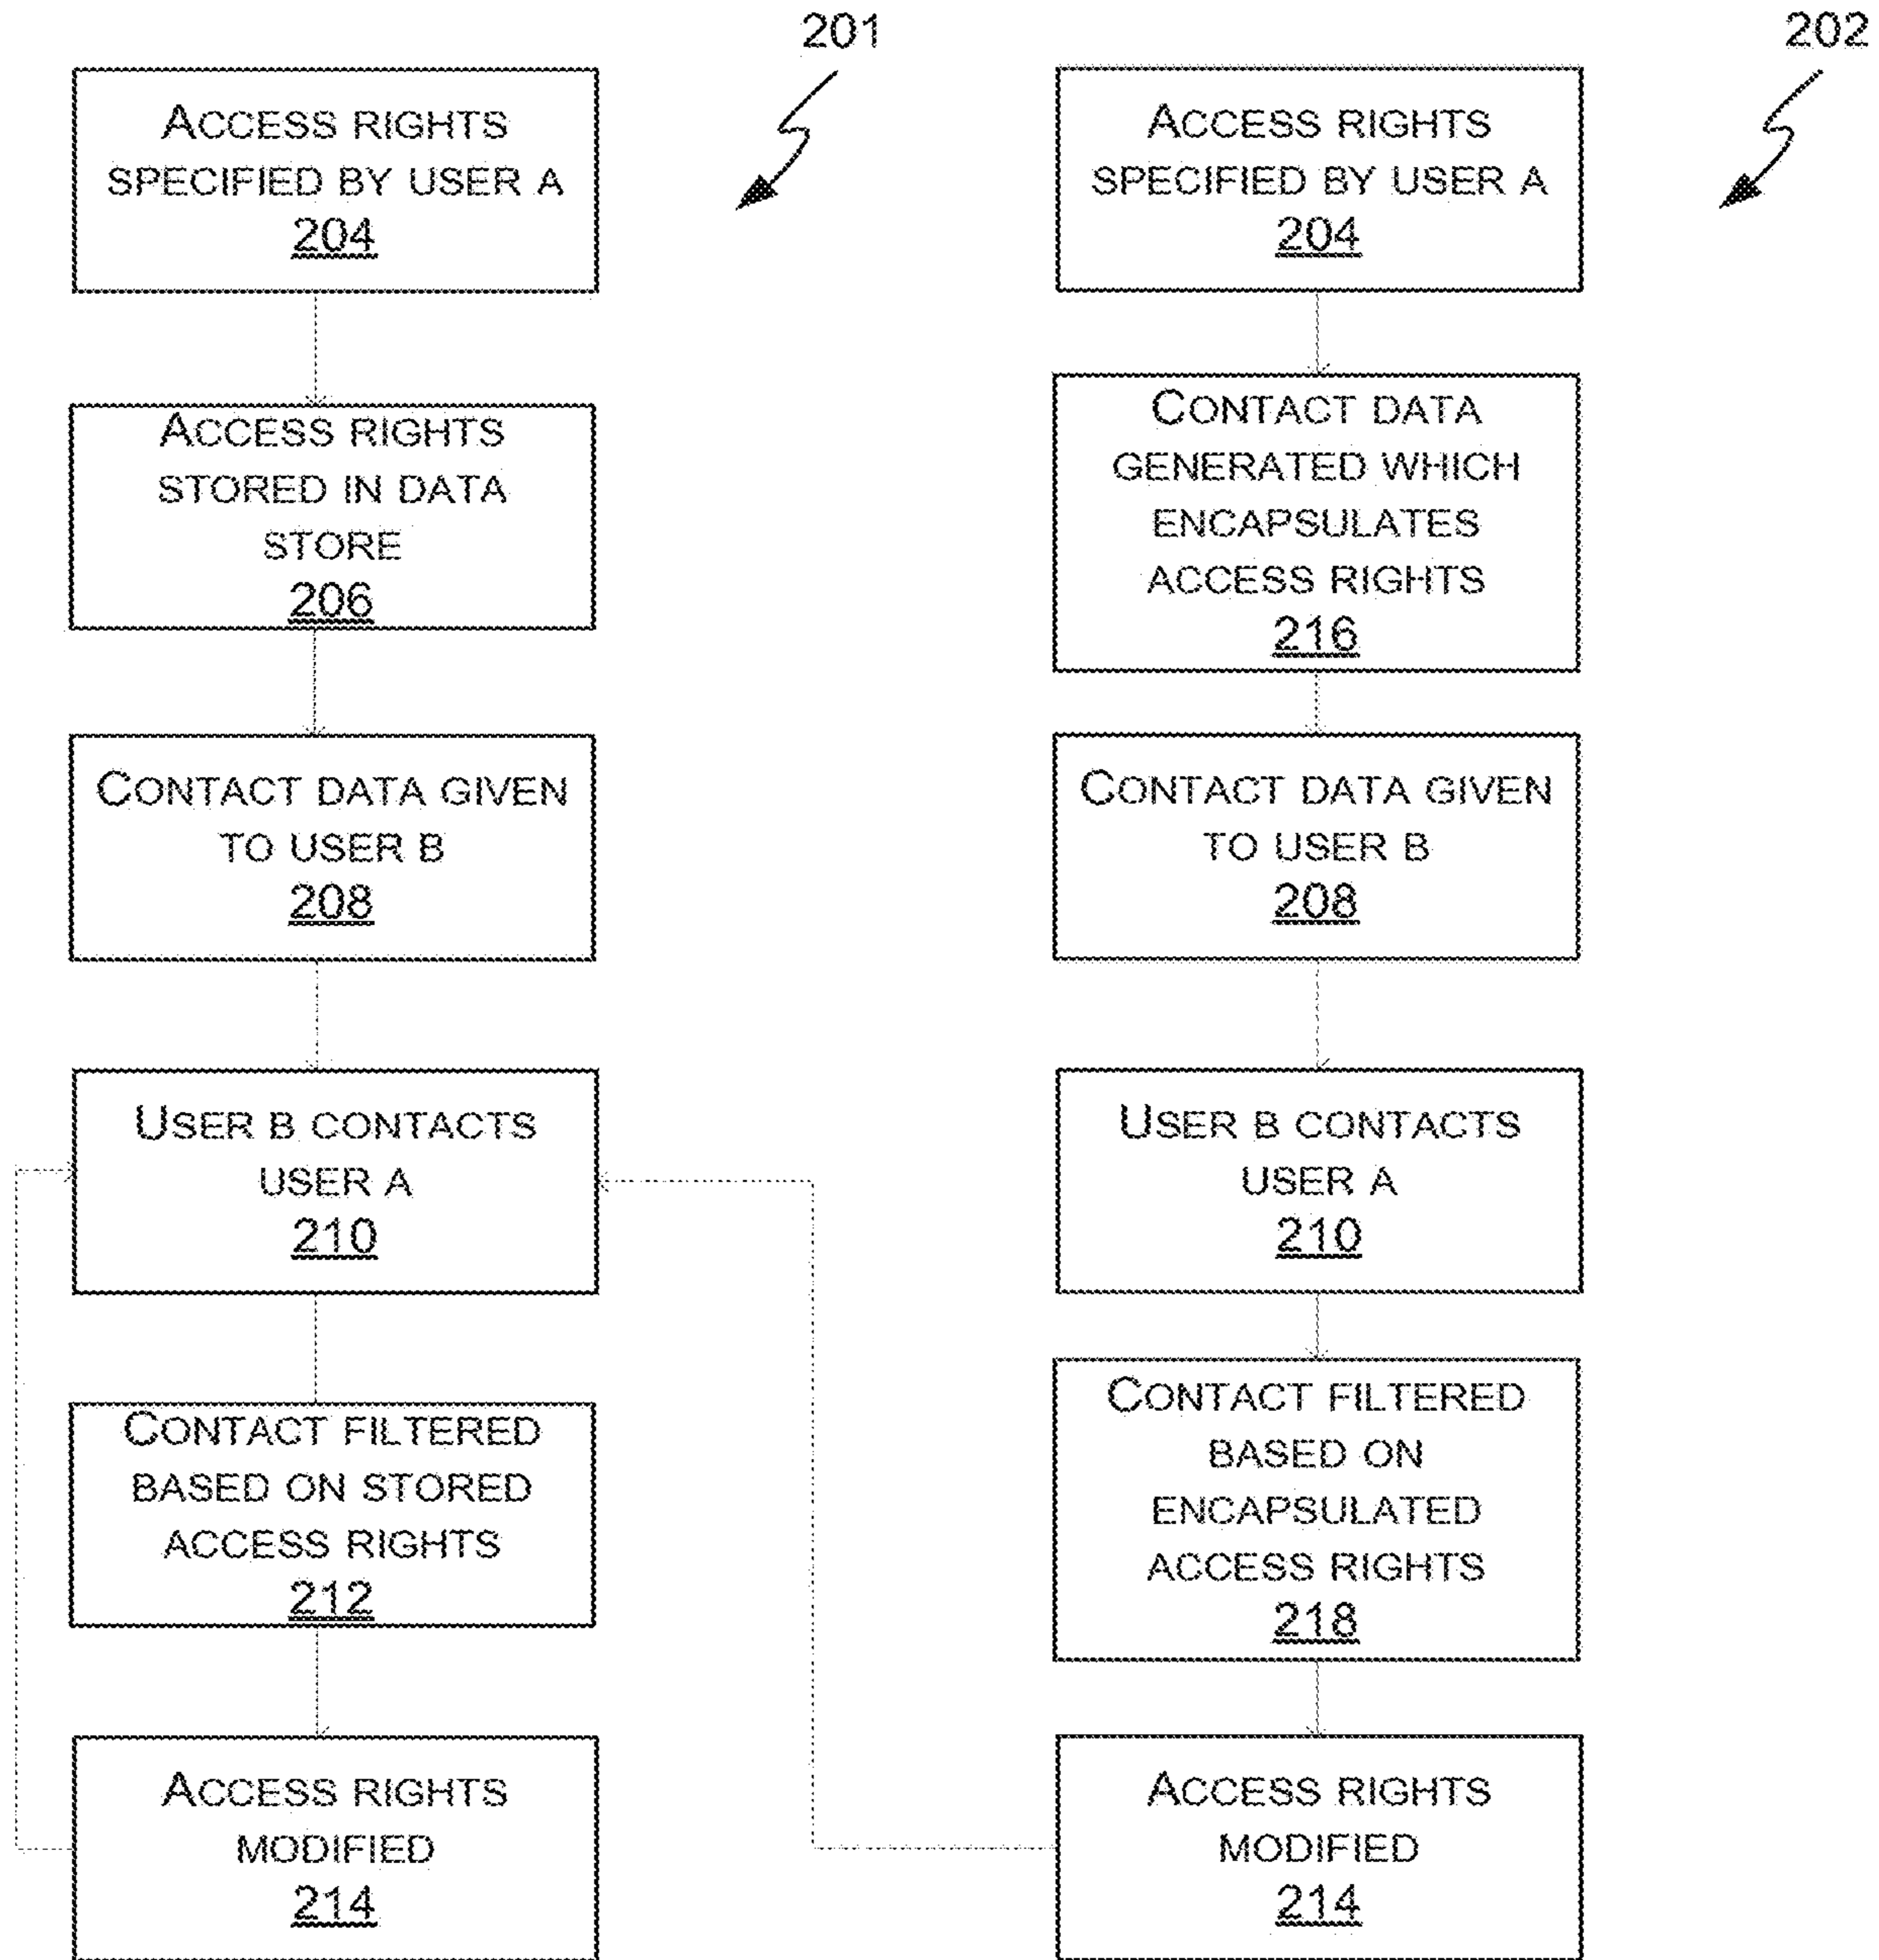 201
ACCESS RIGHTS
SPECIFIED BY USER A
204
ACCESS RIGHTS
STORED IN DATA
STORE
206
CONTACT DATA GIVEN
TO USER B
208
USER B CONTACTS
USER A
210
CONTACT FILTERED
BASED ON STORED
ACCESS RIGHTS
212
ACCESS RIGHTS
MODIFIED
214
202
ACCESS RIGHTS
SPECIFIED BY USER A
204
CONTACT DATA
GENERATED WHICH
ENCAPSULATES
ACCESS RIGHTS
216
CONTACT DATA GIVEN
TO USER B
208
USER B CONTACTS
USER A
210
CONTACT FILTERED
BASED ON
ENCAPSULATED
ACCESS RIGHTS
218
ACCESS RIGHTS
MODIFIED
214